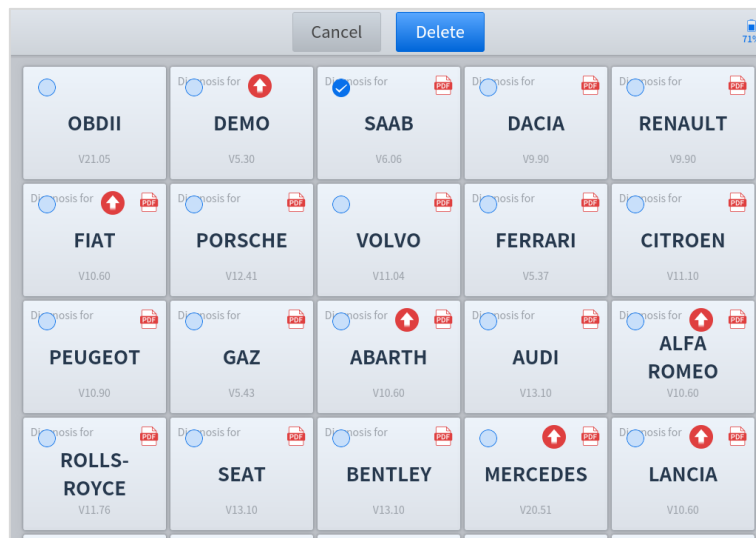 Cancel
Delete
71%
OBDII
V21.05
Diagnosis for
DEMO
V5.30
Diagnosis for
PDF
SAAB
V6.06
Diagnosis for
PDF
DACIA
V9.90
Diagnosis for
PDF
RENAULT
V9.90
Diagnosis for
PDF
FIAT
V10.60
Diagnosis for
PDF
PORSCHE
V12.41
Diagnosis for
PDF
VOLVO
V11.04
Diagnosis for
PDF
FERRARI
V5.37
Diagnosis for
PDF
CITROEN
V11.10
Diagnosis for
PDF
PEUGEOT
V10.90
Diagnosis for
PDF
GAZ
V5.43
Diagnosis for
PDF
ABARTH
V10.60
Diagnosis for
PDF
AUDI
V13.10
Diagnosis for
PDF
ALFA
ROMEO
V10.60
Diagnosis for
PDF
ROLLS-
ROYCE
V11.76
Diagnosis for
PDF
SEAT
V13.10
Diagnosis for
PDF
BENTLEY
V13.10
Diagnosis for
PDF
MERCEDES
V20.51
Diagnosis for
PDF
LANCIA
V10.60